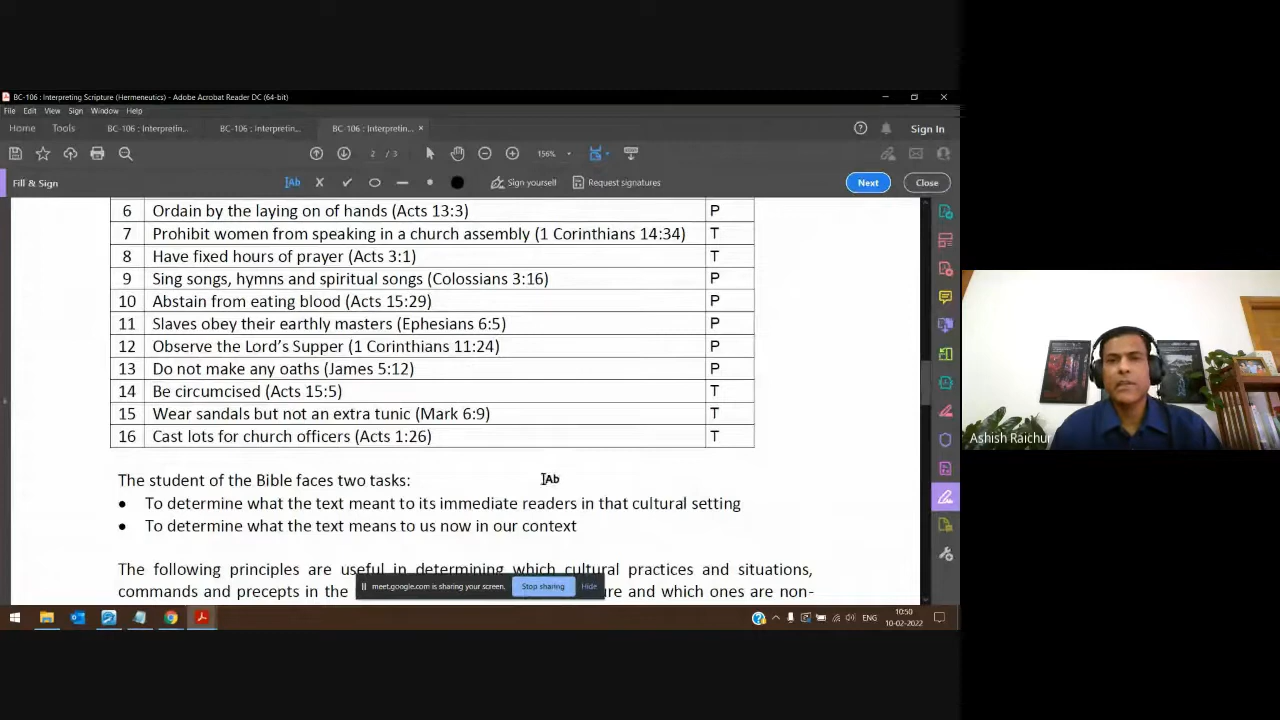 BC-106 : Interpreting Scripture (Hermeneutics) - Adobe Acrobat Reader DC (64-bit)
File Edit View Sign Window Help
Home Tools BC-106 : Interpretin... BC-106 : Interpretin... BC-106 : Interpretin... × Sign In
2 / 3 156%
Fill & Sign Ab Sign yourself Request signatures Next Close
6 Ordain by the laying on of hands (Acts 13:3) P
7 Prohibit women from speaking in a church assembly (1 Corinthians 14:34) T
8 Have fixed hours of prayer (Acts 3:1) T
9 Sing songs, hymns and spiritual songs (Colossians 3:16) P
10 Abstain from eating blood (Acts 15:29) P
11 Slaves obey their earthly masters (Ephesians 6:5) P
12 Observe the Lord's Supper (1 Corinthians 11:24) P
13 Do not make any oaths (James 5:12) P
14 Be circumcised (Acts 15:5) T
15 Wear sandals but not an extra tunic (Mark 6:9) T
16 Cast lots for church officers (Acts 1:26) T
Ashish Raichur
The student of the Bible faces two tasks:
Ab
• To determine what the text meant to its immediate readers in that cultural setting
• To determine what the text means to us now in our context
The following principles are useful in determining which cultural practices and situations,
commands and precepts in the re and which ones are non-
meet.google.com is sharing your screen. Stop sharing Hide
ENG 10:50
10-02-2022